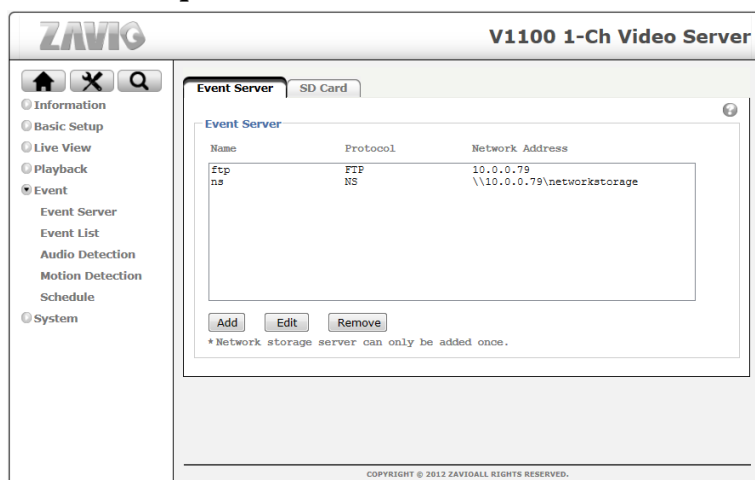 ZAVIO
V1100 1-Ch Video Server
Information
Basic Setup
Live View
Playback
Event
Event Server
Event List
Audio Detection
Motion Detection
Schedule
System
Event Server SD Card
Event Server
Name Protocol Network Address
ftp FTP 10.0.0.79
ns NS \\10.0.0.79\networkstorage
Add Edit Remove
*Network storage server can only be added once.
COPYRIGHT © 2012 ZAVIOALL RIGHTS RESERVED.